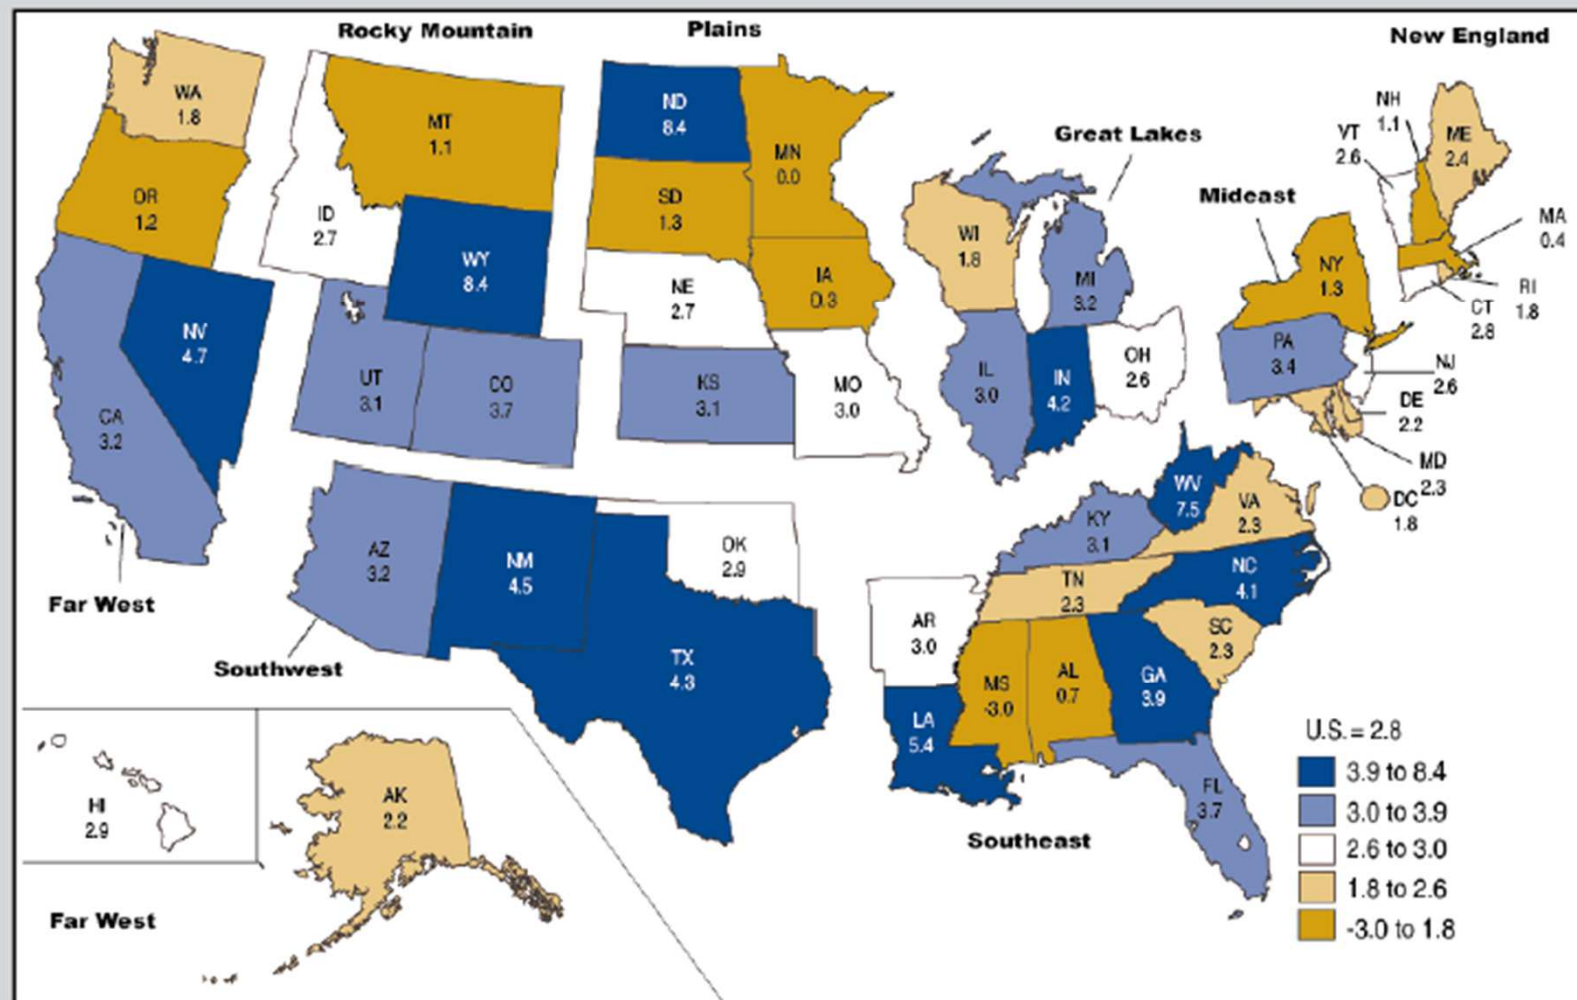 Rocky Mountain
Plains
New England
WA
1.8
MT
1.1
ND
8.4
MN
0.0
Great Lakes
NH
1.1
VT
2.6
ME
2.4
OR
1.2
ID
2.7
SD
1.3
WY
8.4
NE
2.7
IA
0.3
WI
1.8
MI
3.2
Mideast
NY
1.3
MA
0.4
RI
1.8
CT
2.8
NV
4.7
CA
3.2
UT
3.1
CO
3.7
KS
3.1
MO
3.0
IL
3.0
IN
4.2
OH
2.6
PA
3.4
NJ
2.6
DE
2.2
MD
2.3
DC
1.8
Far West
AZ
3.2
NM
4.5
OK
2.9
TX
4.3
Southwest
KY
3.1
WV
7.5
VA
2.3
TN
2.3
NC
4.1
AR
3.0
SC
2.3
MS
-3.0
AL
0.7
GA
3.9
LA
5.4
FL
3.7
Southeast
HI
2.9
AK
2.2
Far West
U.S. = 2.8
3.9 to 8.4
3.0 to 3.9
2.6 to 3.0
1.8 to 2.6
-3.0 to 1.8